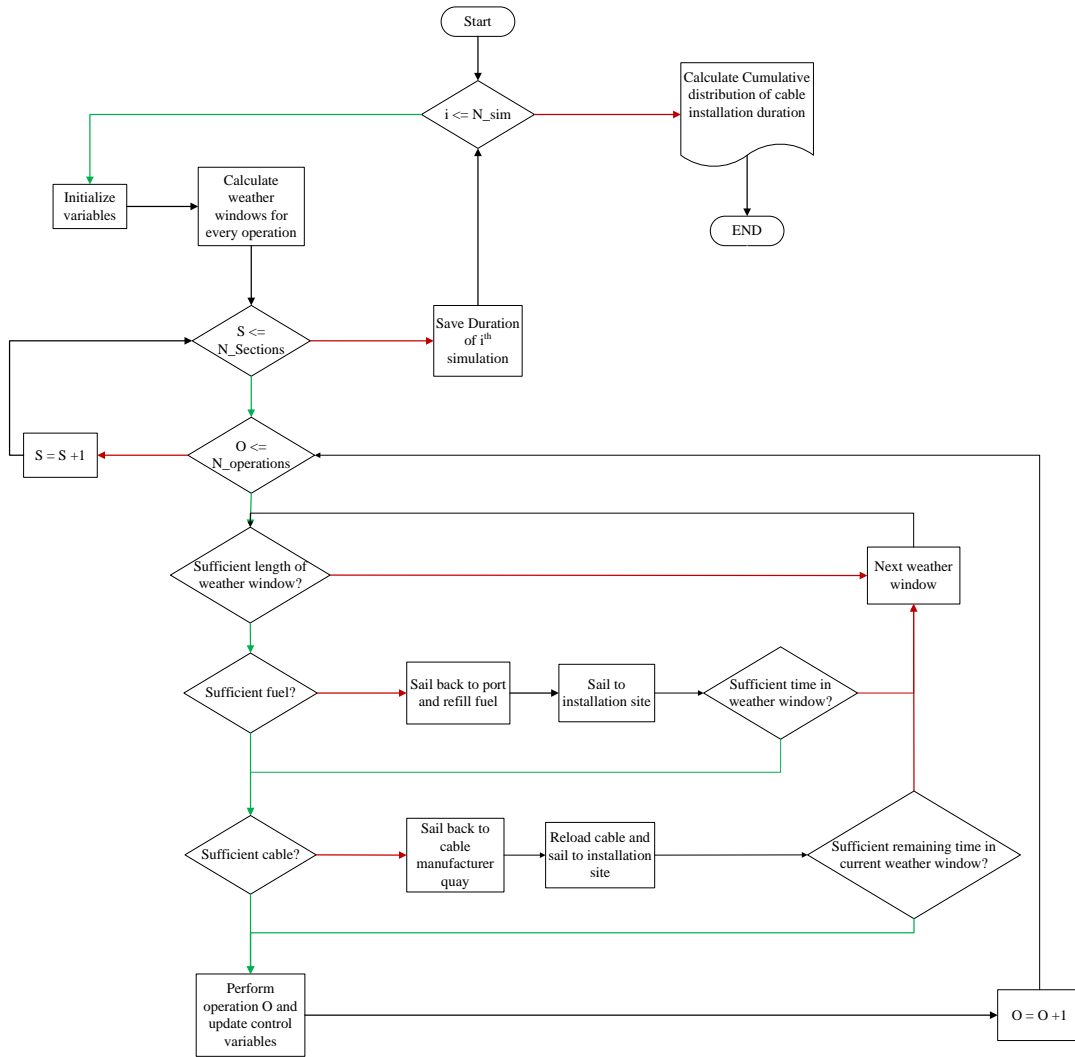 Start
i <= N_sim
Calculate Cumulative
distribution of cable
installation duration
Initialize
variables
Calculate
weather
windows for
every operation
END
S <=
N_Sections
Save Duration
of iᵗʰ
simulation
S = S +1
O <=
N_operations
Sufficient length of
weather window?
Next weather
window
Sufficient fuel?
Sail back to port
and refill fuel
Sail to
installation site
Sufficient time in
weather window?
Sufficient cable?
Sail back to
cable
manufacturer
quay
Reload cable and
sail to installation
site
Sufficient remaining time in
current weather window?
Perform
operation O and
update control
variables
O = O +1